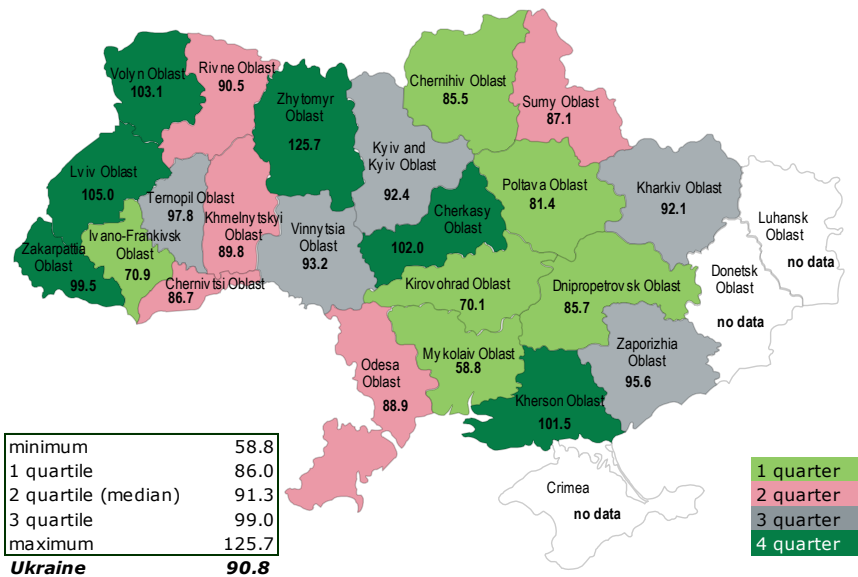 Volyn Oblast
103.1
Rivne Oblast
90.5
Zhytomyr
Oblast
125.7
Chernihiv Oblast
85.5
Sumy Oblast
87.1
Kyiv and
Kyiv Oblast
92.4
Lviv Oblast
105.0
Ternopil Oblast
97.8
Khmelnytskyi
Oblast
89.8
Poltava Oblast
81.4
Kharkiv Oblast
92.1
Luhansk
Oblast
no data
Cherkasy
Oblast
102.0
Vinnytsia
Oblast
93.2
Zakarpattia
Oblast
99.5
Ivano-Frankivsk
Oblast
70.9
Chernivtsi Oblast
86.7
Kirovohrad Oblast
70.1
Dnipropetrovsk Oblast
85.7
Donetsk
Oblast
no data
Odesa
Oblast
88.9
Mykolaiv Oblast
58.8
Zaporizhia
Oblast
95.6
Kherson Oblast
101.5
Crimea
no data
minimum 58.8
1 quartile 86.0
2 quartile (median) 91.3
3 quartile 99.0
maximum 125.7
Ukraine 90.8
1 quarter
2 quarter
3 quarter
4 quarter